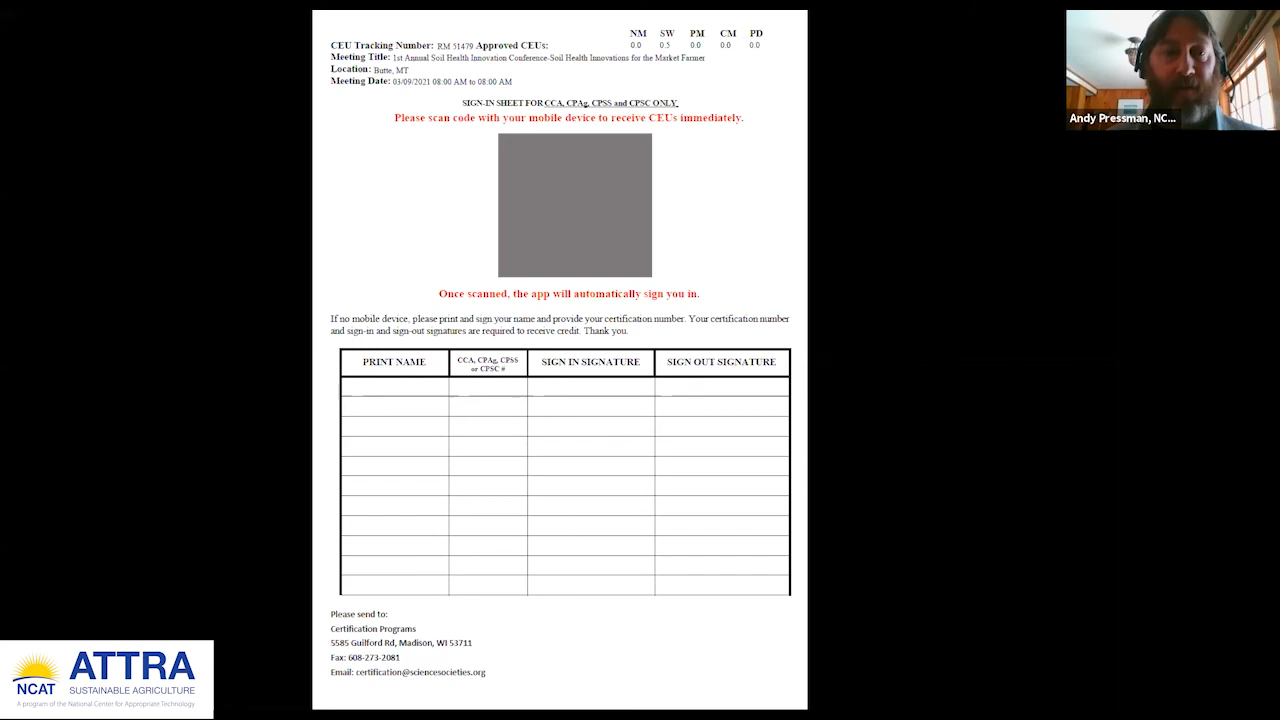 NM SW PM CM PD
CEU Tracking Number: RM 51479 Approved CEUs: 0.0 0.5 0.0 0.0 0.0
Meeting Title: 1st Annual Soil Health Innovation Conference-Soil Health Innovations for the Market Farmer
Location: Butte, MT
Meeting Date: 03/09/2021 08:00 AM to 08:00 AM
SIGN-IN SHEET FOR CCA, CPAg, CPSS and CPSC ONLY
Please scan code with your mobile device to receive CEUs immediately.
Once scanned, the app will automatically sign you in.
If no mobile device, please print and sign your name and provide your certification number. Your certification number
and sign-in and sign-out signatures are required to receive credit. Thank you.
PRINT NAME CCA, CPAg, CPSS or CPSC # SIGN IN SIGNATURE SIGN OUT SIGNATURE
Please send to:
Certification Programs
5585 Guilford Rd, Madison, WI 53711
Fax: 608-273-2081
Email: certification@sciencesocieties.org
Andy Pressman, NC...
NCAT
ATTRA
SUSTAINABLE AGRICULTURE
A program of the National Center for Appropriate Technology